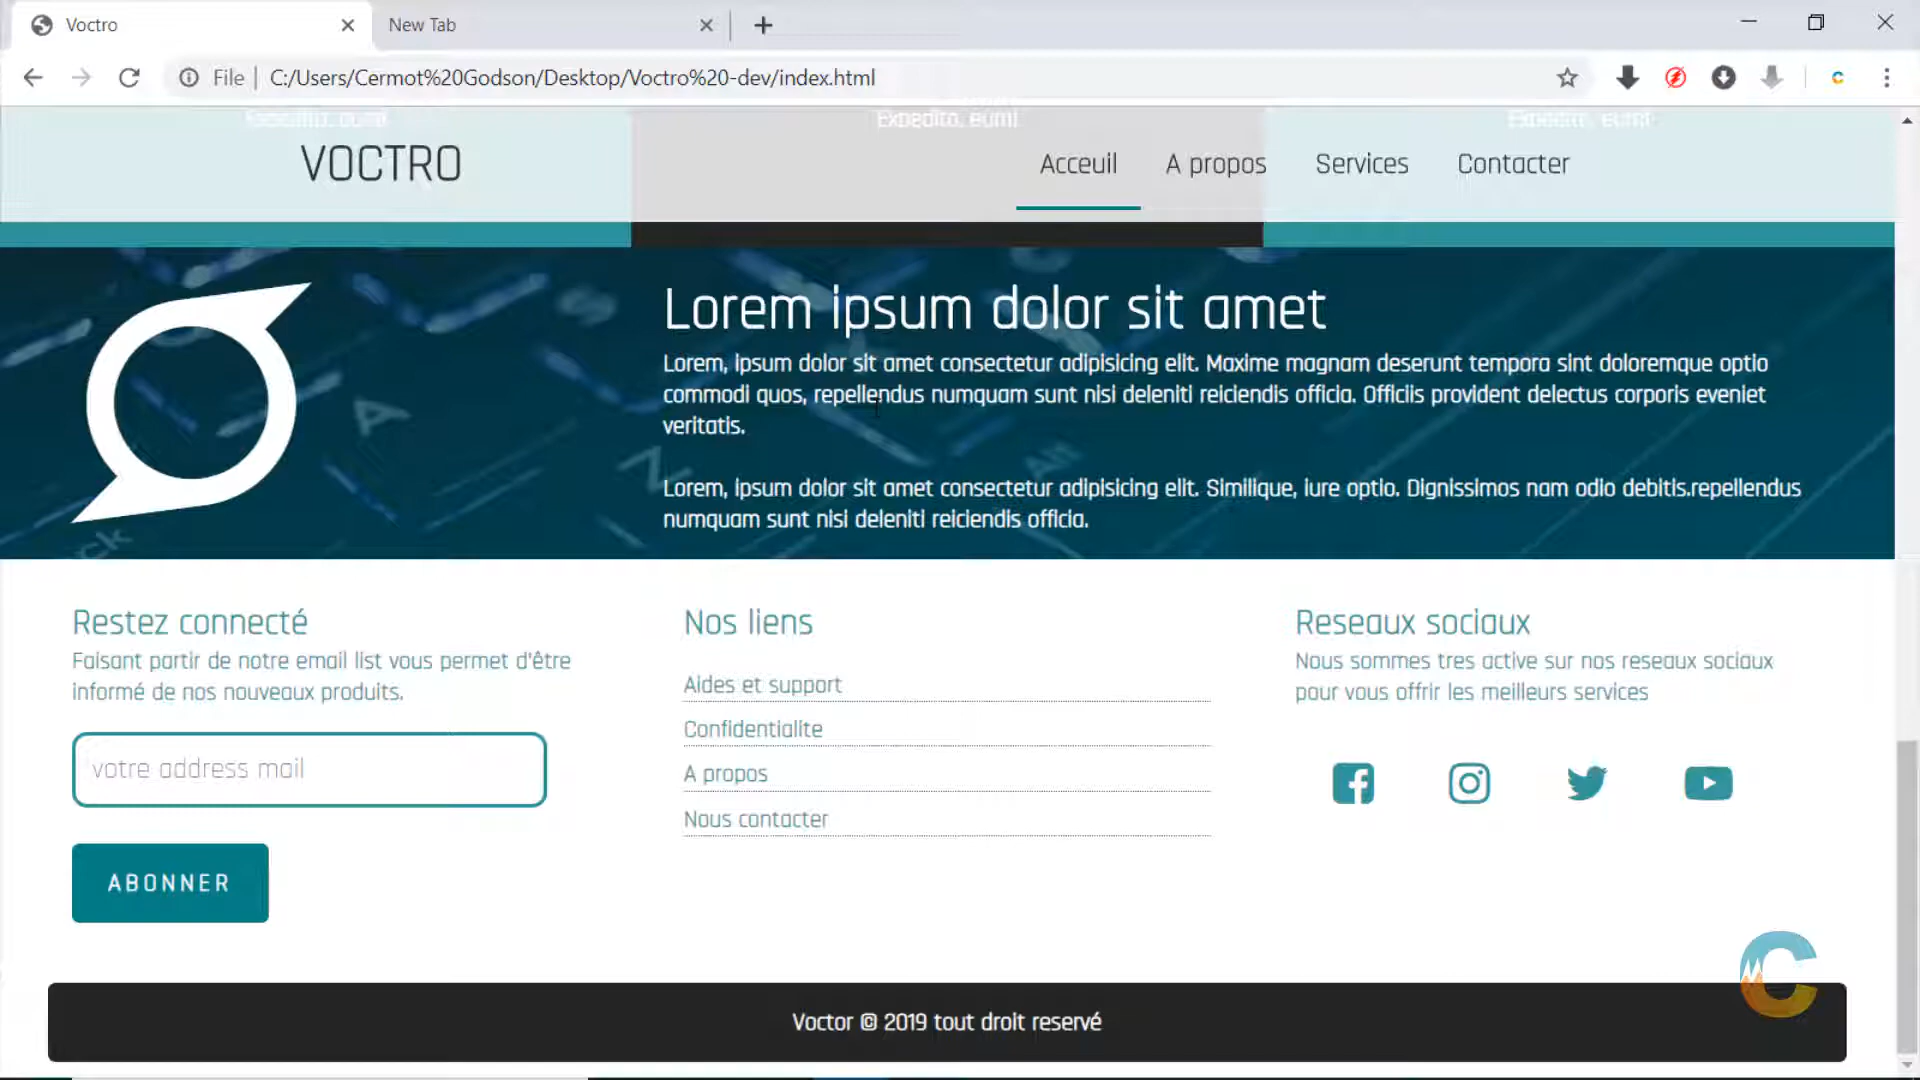 Voctro
New Tab
File
C:/Users/Cermot%20Godson/Desktop/Voctro%20-dev/index.html
Expedita, eum! Expedita, eum! Expedita, eum!
VOCTRO
Acceuil A propos Services Contacter
Lorem ipsum dolor sit amet
Lorem, ipsum dolor sit amet consectetur adipisicing elit. Maxime magnam deserunt tempora sint doloremque optio
commodi quos, repellendus numquam sunt nisi deleniti reiciendis officia. Officiis provident delectus corporis eveniet
veritatis.
Lorem, ipsum dolor sit amet consectetur adipisicing elit. Similique, iure optio. Dignissimos nam odio debitis.repellendus
numquam sunt nisi deleniti reiciendis officia.
Restez connecté
Faisant partir de notre email list vous permet d'être
informé de nos nouveaux produits.
votre address mail
ABONNER
Nos liens
Aides et support
Confidentialite
A propos
Nous contacter
Reseaux sociaux
Nous sommes tres active sur nos reseaux sociaux
pour vous offrir les meilleurs services
Voctor © 2019 tout droit reservé